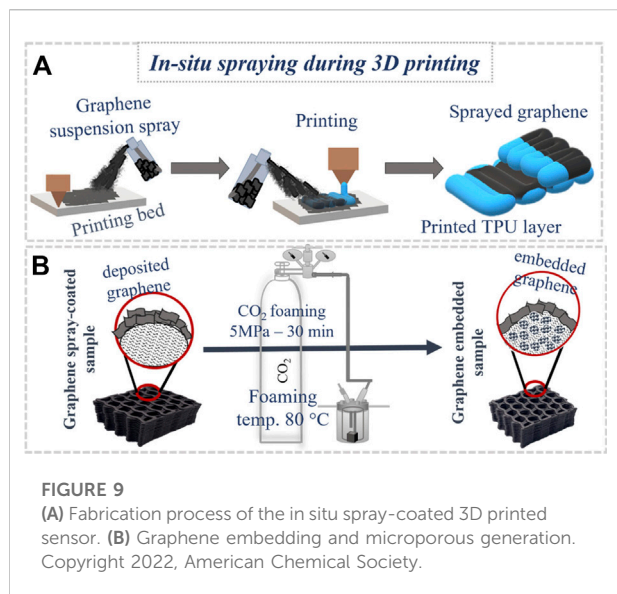 A
In-situ spraying during 3D printing
Graphene
suspension spray
Printing bed
Printing
Sprayed graphene
Printed TPU layer
B
Graphene spray-coated
sample
deposited
graphene
CO₂ foaming
5MPa – 30 min
CO₂
Foaming
temp. 80 °C
Graphene embedded
sample
embedded
graphene
FIGURE 9
(A) Fabrication process of the in situ spray-coated 3D printed
sensor. (B) Graphene embedding and microporous generation.
Copyright 2022, American Chemical Society.